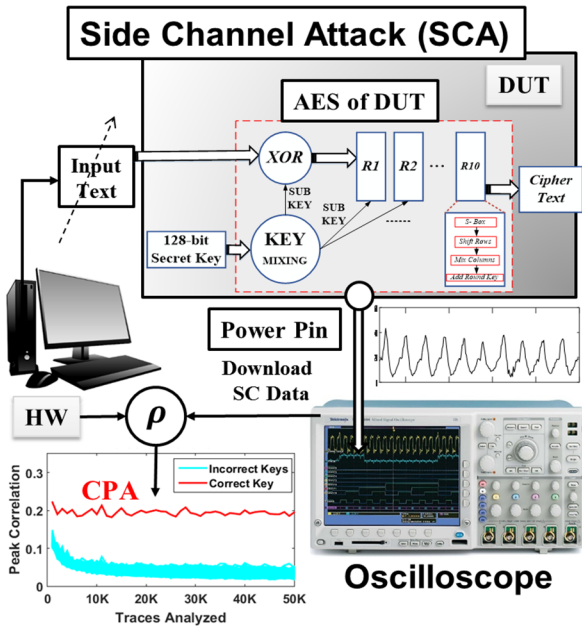 Side Channel Attack (SCA)
DUT
AES of DUT
Input
Text
XOR
R1
R2
...
R10
Cipher
Text
SUB
KEY
SUB
KEY
------
128-bit
Secret Key
KEY
MIXING
S- Box
Shift Rows
Mix Columns
Add Round Key
Power Pin
Download
SC Data
HW
ρ
Tektronix
Incorrect Keys
Correct Key
CPA
Peak Correlation
0.3
0.2
0.1
0
0
10K
20K
30K
40K
50K
Traces Analyzed
Oscilloscope